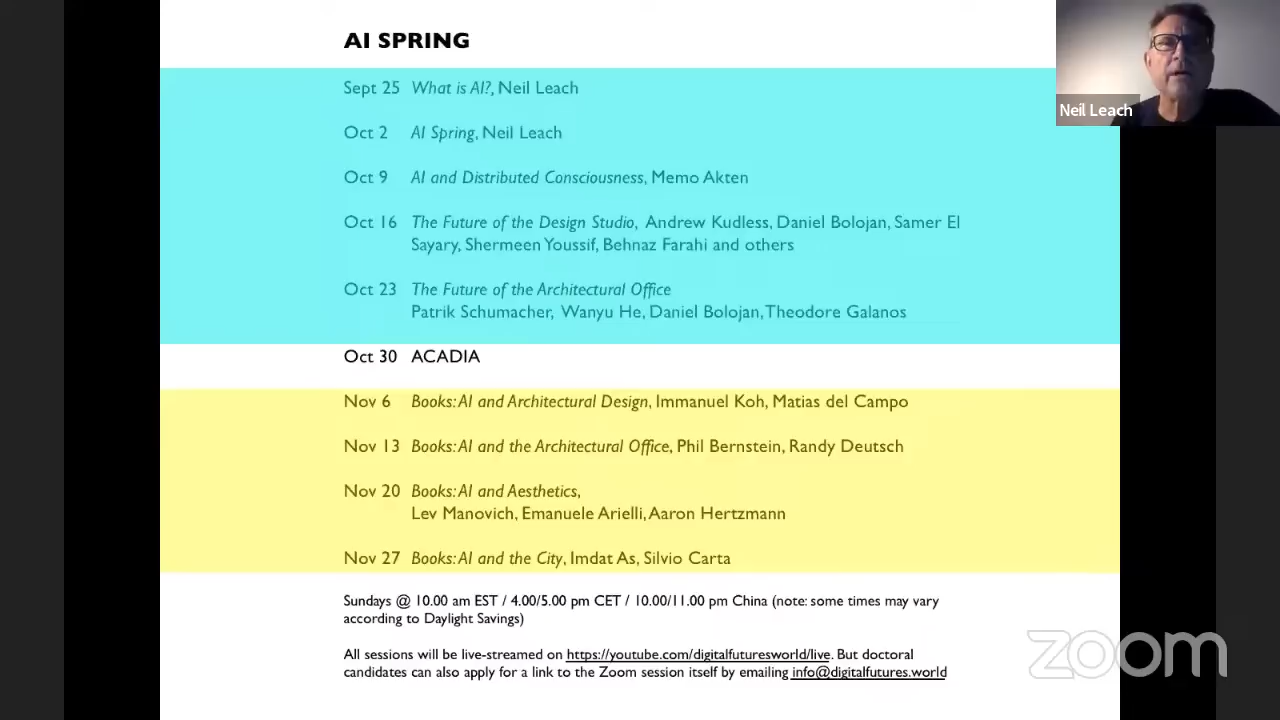 AI SPRING
Sept 25 What is AI?, Neil Leach
Oct 2 AI Spring, Neil Leach
Oct 9 AI and Distributed Consciousness, Memo Akten
Oct 16 The Future of the Design Studio, Andrew Kudless, Daniel Bolojan, Samer El
Sayary, Shermeen Youssif, Behnaz Farahi and others
Oct 23 The Future of the Architectural Office
Patrik Schumacher, Wanyu He, Daniel Bolojan, Theodore Galanos
Oct 30 ACADIA
Nov 6 Books: AI and Architectural Design, Immanuel Koh, Matias del Campo
Nov 13 Books: AI and the Architectural Office, Phil Bernstein, Randy Deutsch
Nov 20 Books: AI and Aesthetics,
Lev Manovich, Emanuele Arielli, Aaron Hertzmann
Nov 27 Books: AI and the City, Imdat As, Silvio Carta
Sundays @ 10.00 am EST / 4.00/5.00 pm CET / 10.00/11.00 pm China (note: some times may vary
according to Daylight Savings)
All sessions will be live-streamed on https://youtube.com/digitalfuturesworld/live. But doctoral
candidates can also apply for a link to the Zoom session itself by emailing info@digitalfutures.world
Neil Leach
zoom